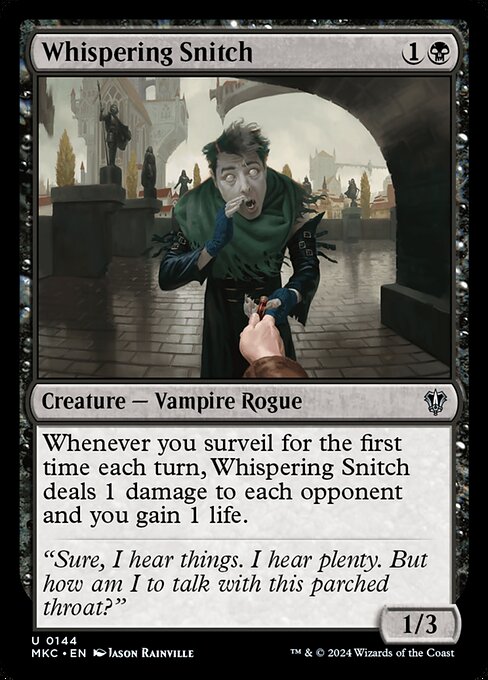 Whispering Snitch 1
Creature — Vampire Rogue
Whenever you surveil for the first
time each turn, Whispering Snitch
deals 1 damage to each opponent
and you gain 1 life.
“Sure, I hear things. I hear plenty. But
how am I to talk with this parched
throat?”
1/3
U 0144
MKC • EN Jason Rainville
™ & © 2024 Wizards of the Coast